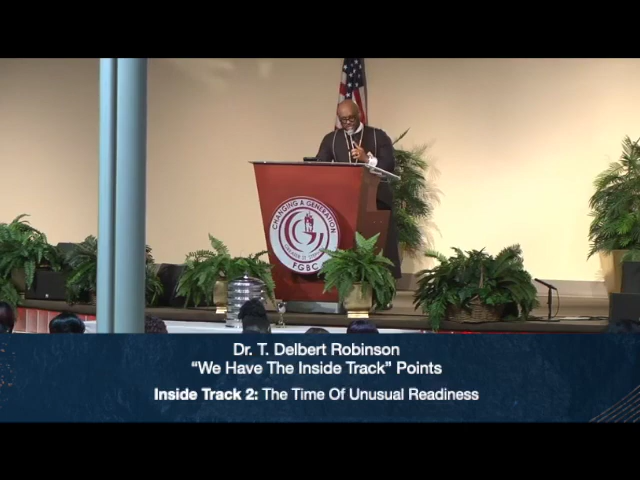 CHANGING A GENERATION
FGBC
Dr. T. Delbert Robinson
“We Have The Inside Track” Points
Inside Track 2: The Time Of Unusual Readiness